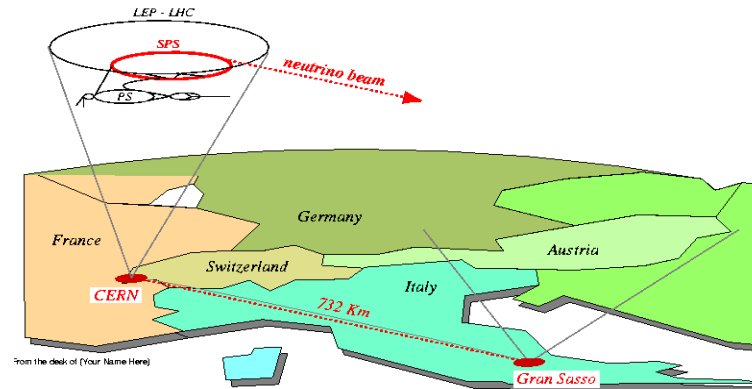 LEP - LHC
SPS
neutrino beam
PS
Germany
France
Austria
Switzerland
Italy
CERN
732 Km
From the desk of (Your Name Here)
Gran Sasso